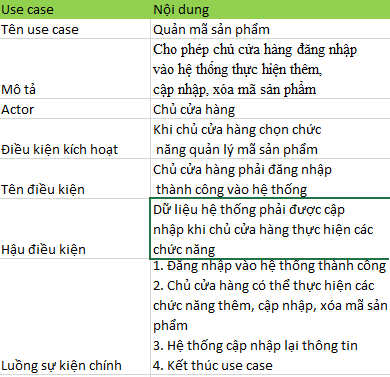 Use case Nội dung
Tên use case Quản mã sản phẩm
Cho phép chủ cửa hàng đăng nhập
vào hệ thống thực hiện thêm,
Mô tả cập nhập, xóa mã sản phẩm
Actor Chủ cửa hàng
Khi chủ cửa hàng chọn chức
Điều kiện kích hoạt năng quản lý mã sản phẩm
Chủ cửa hàng phải đăng nhập
Tên điều kiện thành công vào hệ thống
Dữ liệu hệ thống phải được cập
nhập khi chủ cửa hàng thực hiện các
Hậu điều kiện chức năng
1. Đăng nhập vào hệ thống thành công
2. Chủ cửa hàng có thể thực hiện các
chức năng thêm, cập nhập, xóa mã sản
phẩm
3. Hệ thống cập nhập lại thông tin
Luồng sự kiện chính 4. Kết thúc use case